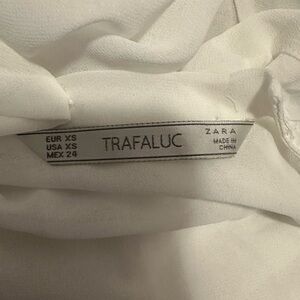 EUR XS
USA XS
MEX 24
TRAFALUC
ZARA
MADE IN
CHINA